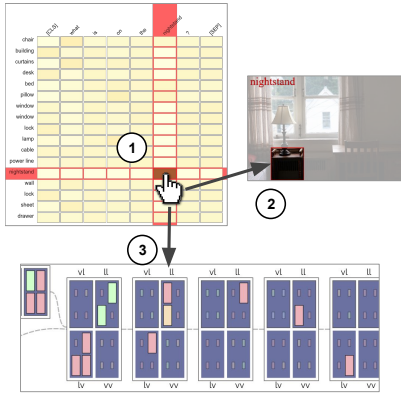 [CLS] what is on the nightstand ? [SEP]
chair
building
curtains
desk
bed
pillow
window
window
lock
lamp
cable
power line
nightstand
wall
lock
sheet
drawer
1
nightstand
2
3
vl ll vl ll vl ll vl ll vl ll
lv vv lv vv lv vv lv vv lv vv